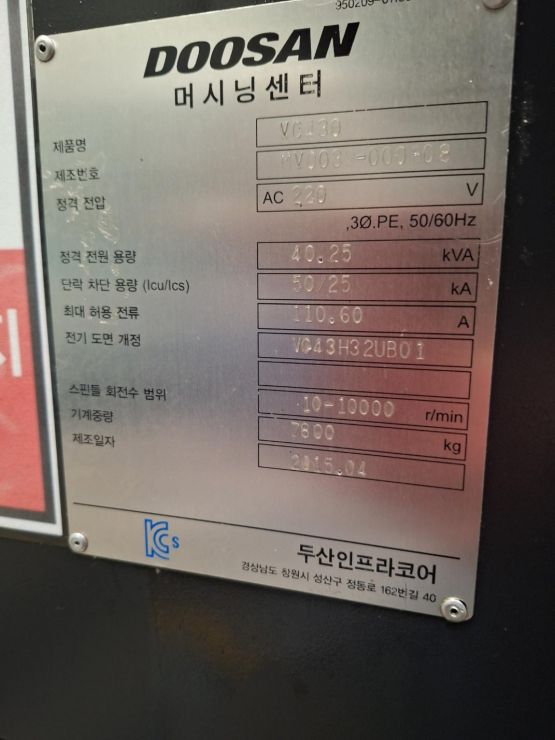 DOOSAN
머시닝센터
제품명
제조번호
정격 전압 AC 220 V
,3Ø.PE, 50/60Hz
정격 전원 용량 40.25 kVA
단락 차단 용량 (Icu/Ics) 50/25 kA
최대 허용 전류 110.60 A
전기 도면 개정 VC43H32UB01
스핀들 회전수 범위 10-10000 r/min
기계중량 7800 kg
제조일자 2015.04
KCs
두산인프라코어
경상남도 창원시 성산구 정동로 162번길 40